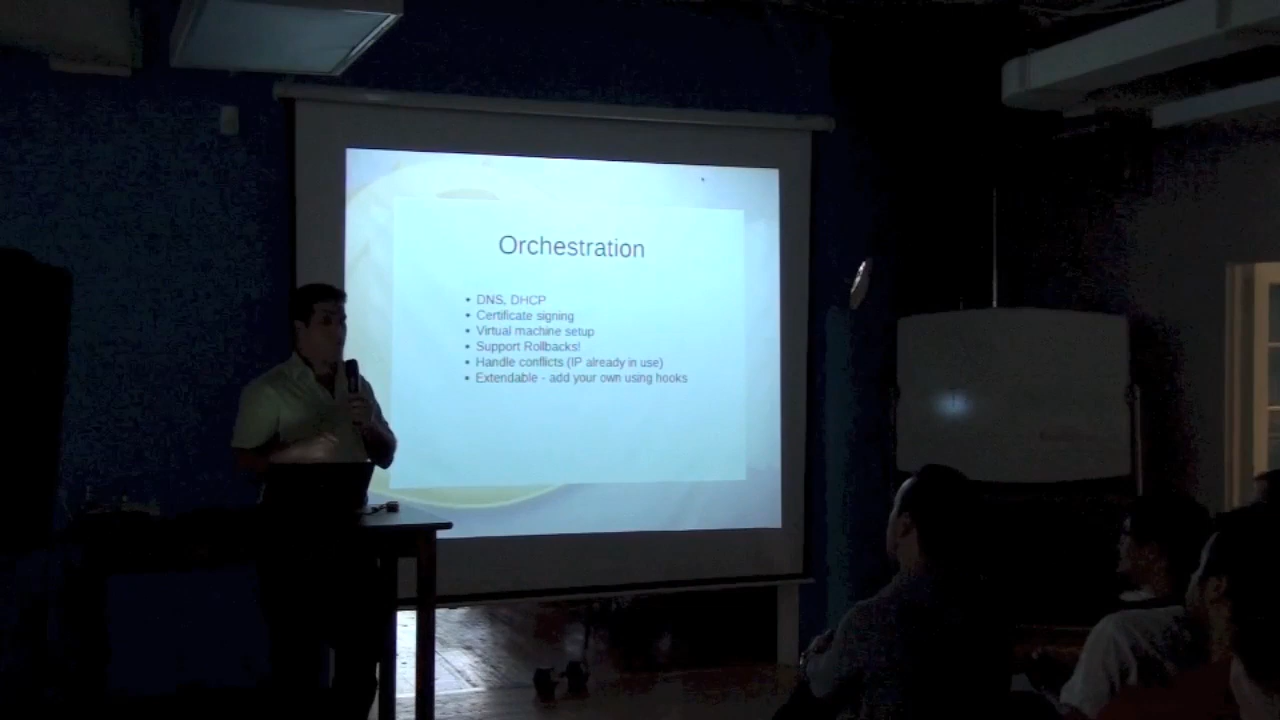 Orchestration
• DNS, DHCP
• Certificate signing
• Virtual machine setup
• Support Rollbacks!
• Handle conflicts (IP already in use)
• Extendable - add your own using hooks